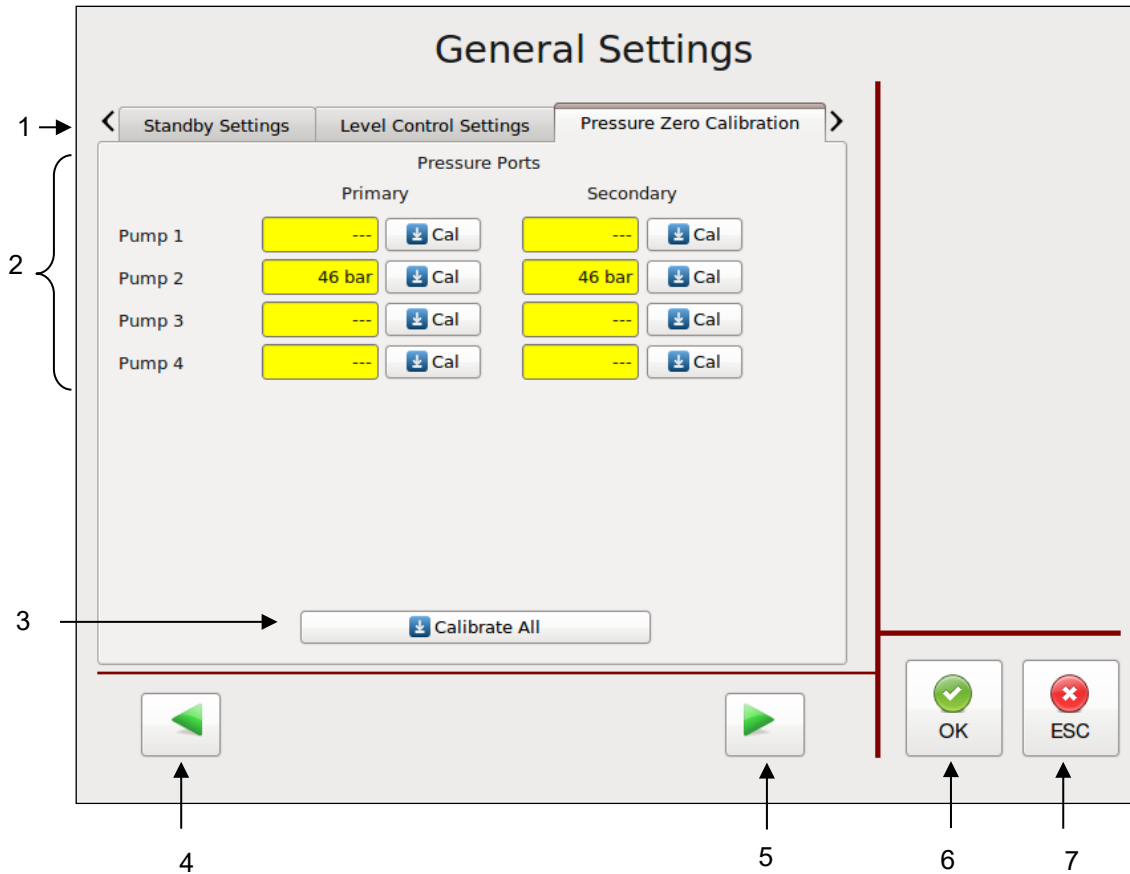 General Settings
1
Standby Settings Level Control Settings Pressure Zero Calibration
Pressure Ports
Primary Secondary
2
Pump 1 --- Cal --- Cal
Pump 2 46 bar Cal 46 bar Cal
Pump 3 --- Cal --- Cal
Pump 4 --- Cal --- Cal
3 Calibrate All
OK ESC
4 5 6 7